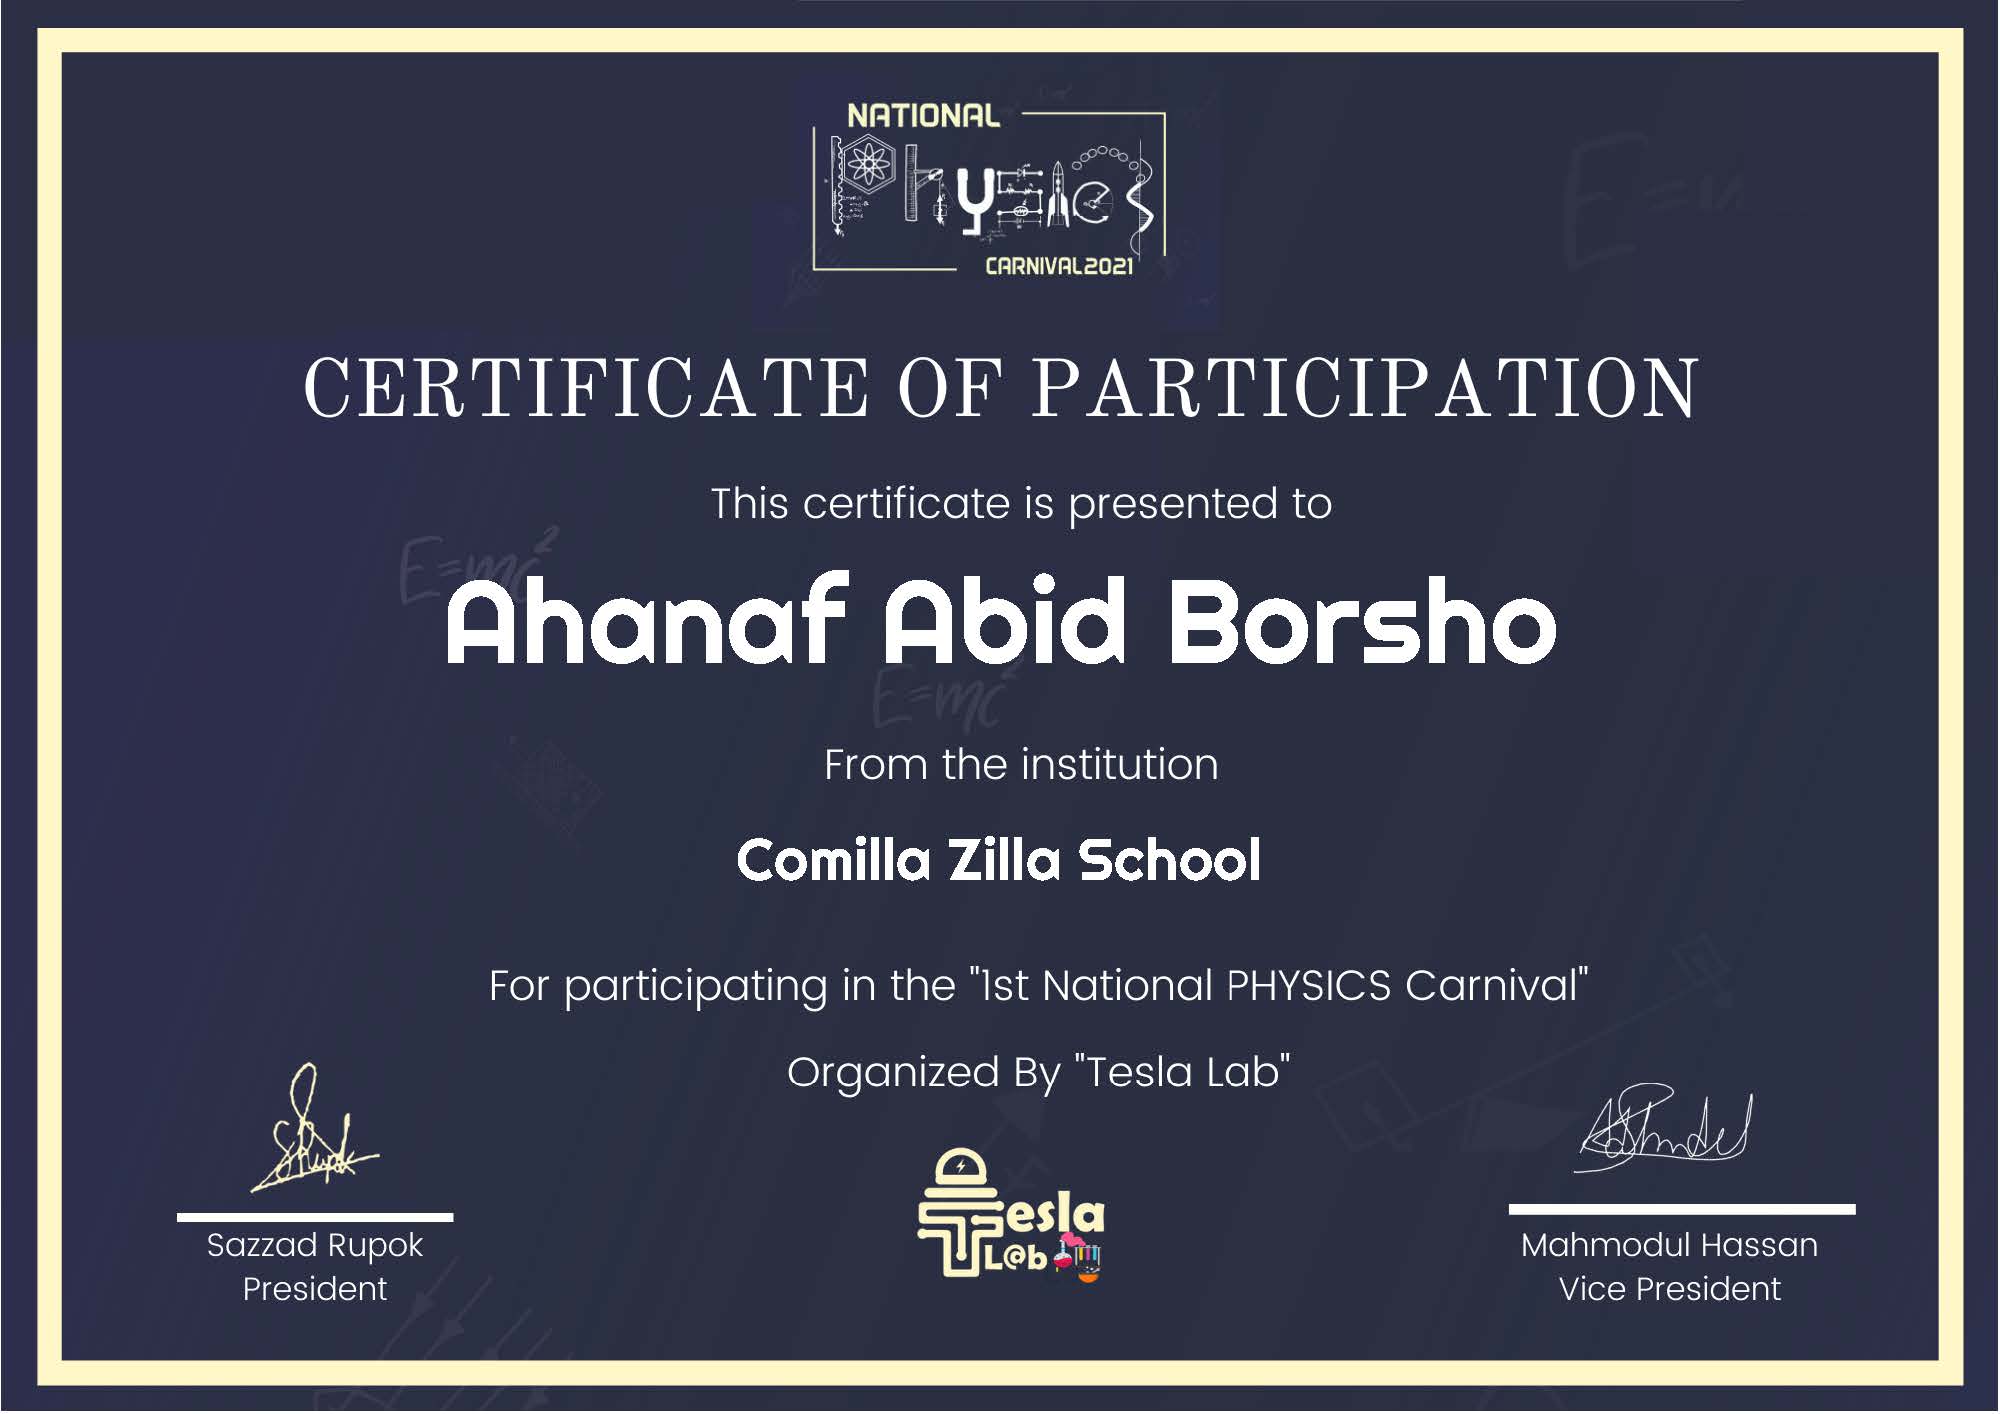 NATIONAL
Physics
CARNIVAL2021
CERTIFICATE OF PARTICIPATION
This certificate is presented to
E=mc²
Ahanaf Abid Borsho
E=mc²
From the institution
Comilla Zilla School
For participating in the "1st National PHYSICS Carnival"
Organized By "Tesla Lab"
Tesla
L@b
Sazzad Rupok
President
Mahmodul Hassan
Vice President